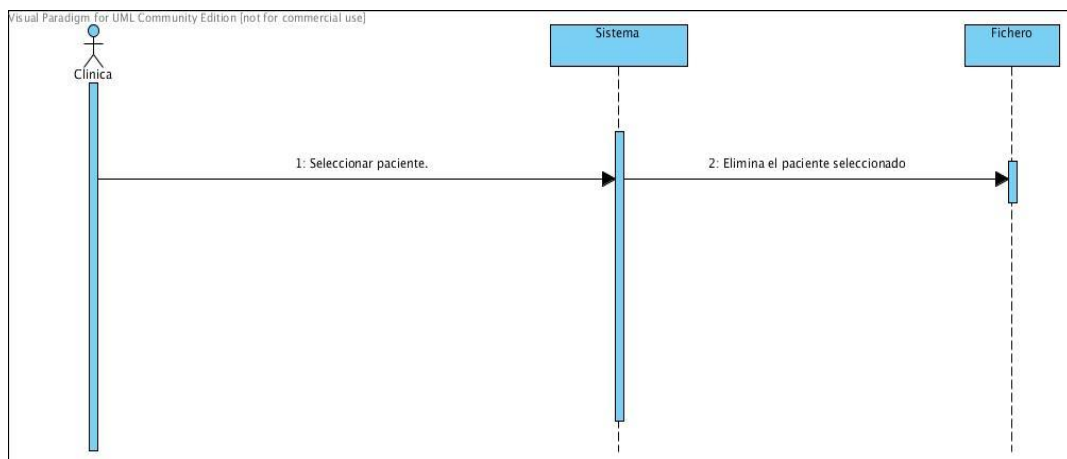 Visual Paradigm for UML Community Edition [not for commercial use]
Sistema
Fichero
Clinica
1: Seleccionar paciente.
2: Elimina el paciente seleccionado